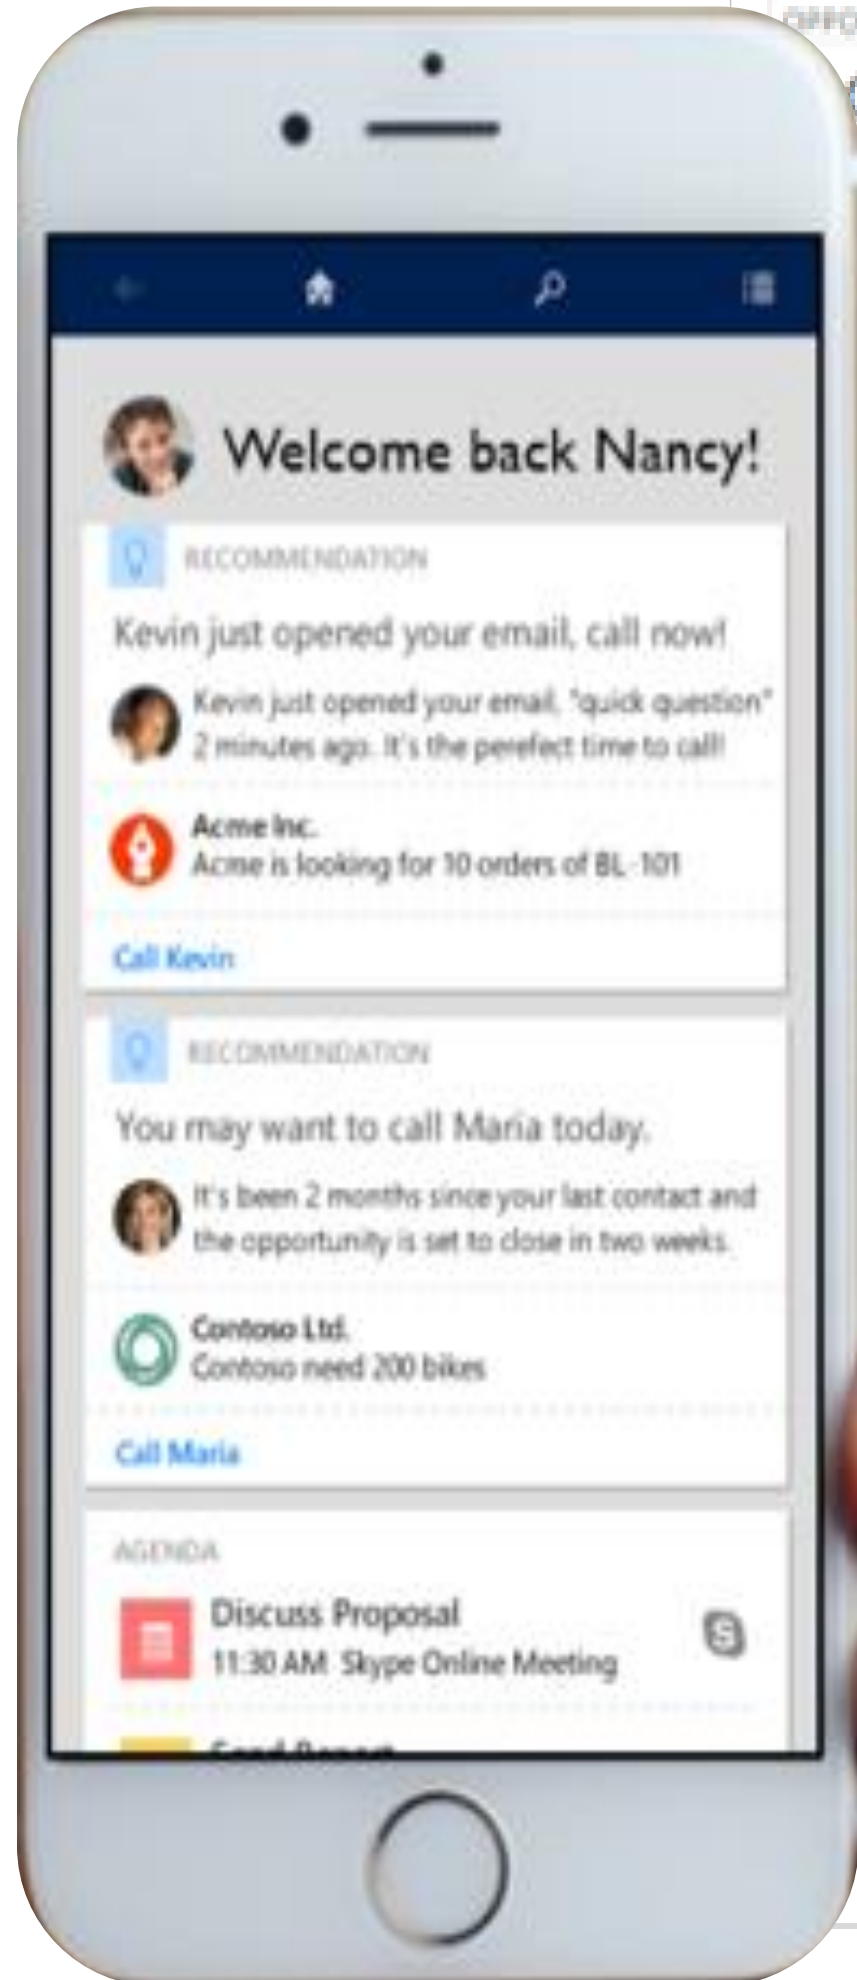 Welcome back Nancy!
RECOMMENDATION
Kevin just opened your email, call now!
Kevin just opened your email, "quick question"
2 minutes ago. It's the perefect time to call!
Acme Inc.
Acme is looking for 10 orders of BL-101
Call Kevin
RECOMMENDATION
You may want to call Maria today.
It's been 2 months since your last contact and
the opportunity is set to close in two weeks.
Contoso Ltd.
Contoso need 200 bikes
Call Maria
AGENDA
Discuss Proposal
11:30 AM Skype Online Meeting